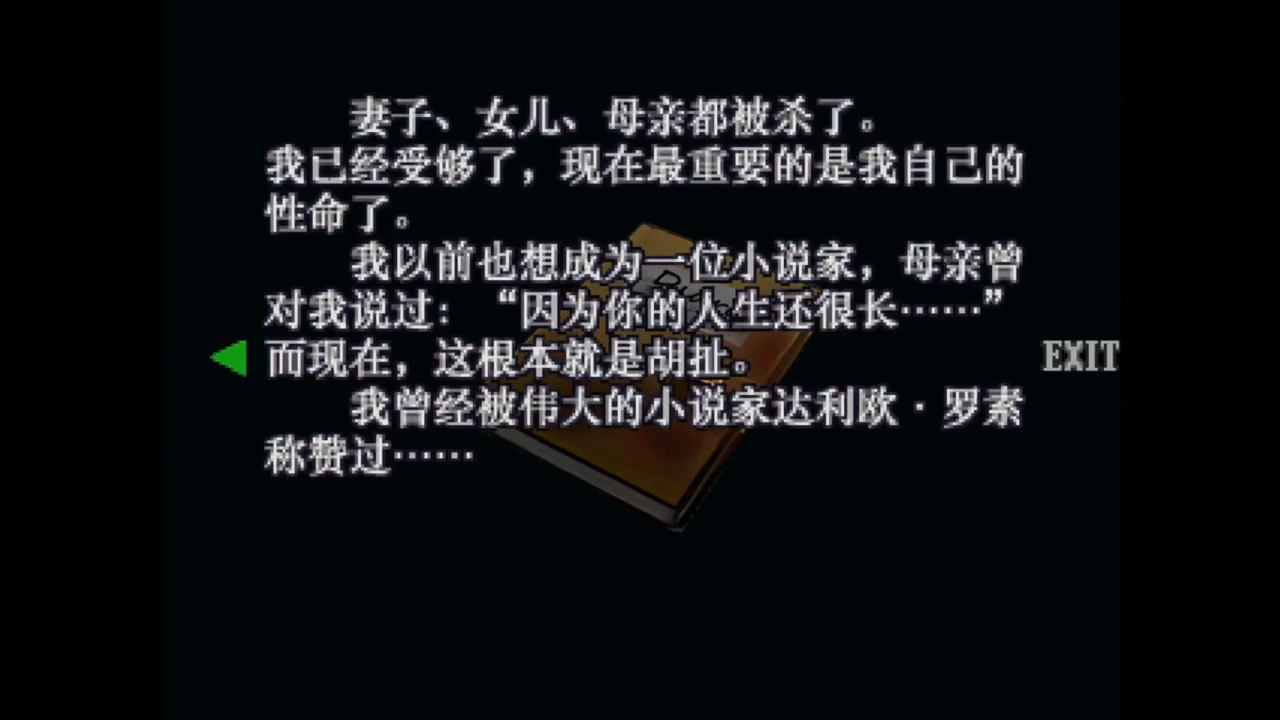 妻子、女儿、母亲都被杀了。
我已经受够了，现在最重要的是我自己的
性命了。
我以前也想成为一位小说家，母亲曾
对我说过：“因为你的人生还很长……”
而现在，这根本就是胡扯。
EXIT
我曾经被伟大的小说家达利欧·罗素
称赞过……